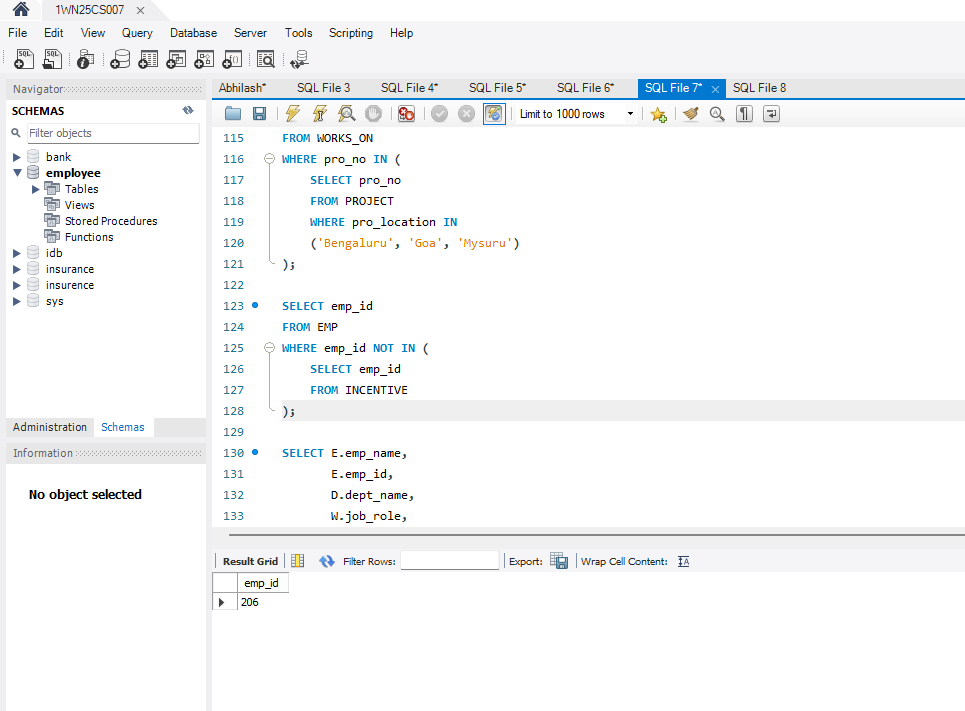 1WN25CS007
File Edit View Query Database Server Tools Scripting Help
Navigator
SCHEMAS
Filter objects
bank
employee
Tables
Views
Stored Procedures
Functions
idb
insurance
insurence
sys
Administration Schemas
Information
No object selected
Abhilash* SQL File 3 SQL File 4* SQL File 5* SQL File 6* SQL File 7* SQL File 8
Limit to 1000 rows
115 FROM WORKS_ON
116 WHERE pro_no IN (
117 SELECT pro_no
118 FROM PROJECT
119 WHERE pro_location IN
120 ('Bengaluru', 'Goa', 'Mysuru')
121 );
122
123 SELECT emp_id
124 FROM EMP
125 WHERE emp_id NOT IN (
126 SELECT emp_id
127 FROM INCENTIVE
128 );
129
130 SELECT E.emp_name,
131 E.emp_id,
132 D.dept_name,
133 W.job_role,
Result Grid Filter Rows: Export: Wrap Cell Content:
emp_id
206